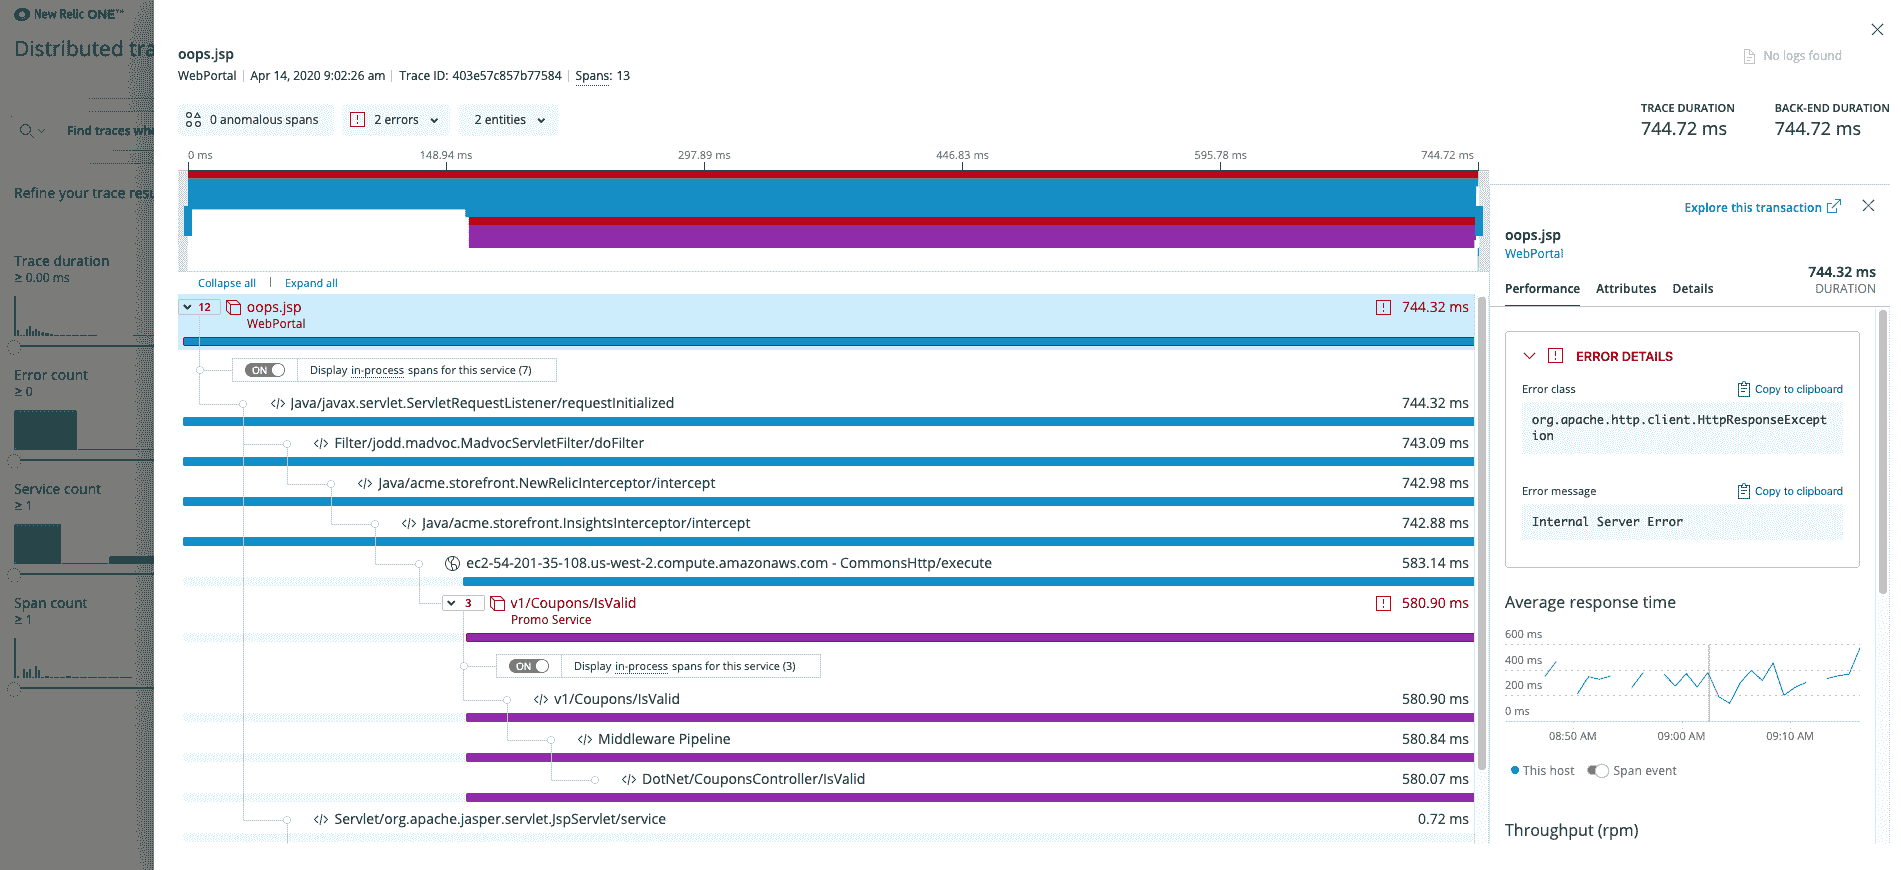 New Relic ONE™
Distributed tra
Find traces whe
Refine your trace resu
Trace duration
≥ 0.00 ms
Error count
≥ 0
Service count
≥ 1
Span count
≥ 1
oops.jsp
WebPortal | Apr 14, 2020 9:02:26 am | Trace ID: 403e57c857b77584 | Spans: 13
No logs found
0 anomalous spans
2 errors
2 entities
TRACE DURATION
744.72 ms
BACK-END DURATION
744.72 ms
0 ms 148.94 ms 297.89 ms 446.83 ms 595.78 ms 744.72 ms
Collapse all | Expand all
12 oops.jsp 744.32 ms
WebPortal
ON Display in-process spans for this service (7)
</> Java/javax.servlet.ServletRequestListener/requestInitialized 744.32 ms
</> Filter/jodd.madvoc.MadvocServletFilter/doFilter 743.09 ms
</> Java/acme.storefront.NewRelicInterceptor/intercept 742.98 ms
</> Java/acme.storefront.InsightsInterceptor/intercept 742.88 ms
ec2-54-201-35-108.us-west-2.compute.amazonaws.com - CommonsHttp/execute 583.14 ms
3 v1/Coupons/IsValid 580.90 ms
Promo Service
ON Display in-process spans for this service (3)
</> v1/Coupons/IsValid 580.90 ms
</> Middleware Pipeline 580.84 ms
</> DotNet/CouponsController/IsValid 580.07 ms
</> Servlet/org.apache.jasper.servlet.JspServlet/service 0.72 ms
Explore this transaction
oops.jsp
WebPortal
744.32 ms
DURATION
Performance Attributes Details
ERROR DETAILS
Error class Copy to clipboard
org.apache.http.client.HttpResponseExcept
ion
Error message Copy to clipboard
Internal Server Error
Average response time
600 ms
400 ms
200 ms
0 ms
08:50 AM 09:00 AM 09:10 AM
This host Span event
Throughput (rpm)